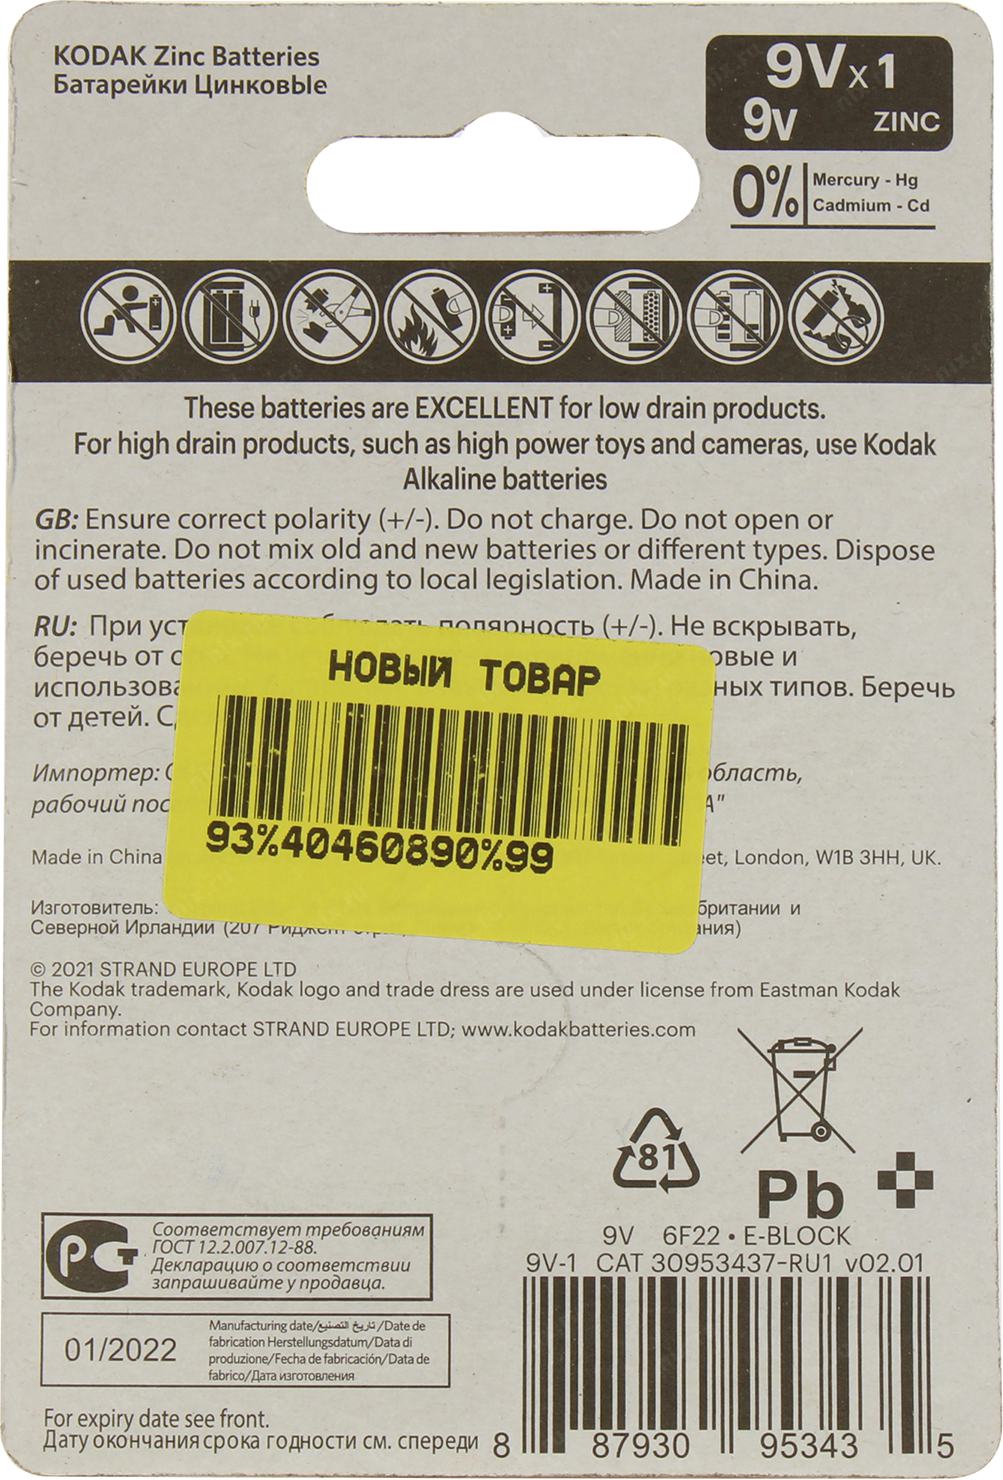 KODAK Zinc Batteries
Батарейки Цинковые
9V x 1
9v ZINC
0% Mercury - Hg
Cadmium - Cd
These batteries are EXCELLENT for low drain products.
For high drain products, such as high power toys and cameras, use Kodak
Alkaline batteries
GB: Ensure correct polarity (+/-). Do not charge. Do not open or
incinerate. Do not mix old and new batteries or different types. Dispose
of used batteries according to local legislation. Made in China.
RU: При полярность (+/-). Не вскрывать,
беречь от и
типов. Беречь
от детей.
НОВЫЙ ТОВАР
93%40460890%99
Импортер: область,
рабочий
Made in China London, W1B 3HH, UK.
Изготовитель: и
Северной Ирландии (207
© 2021 STRAND EUROPE LTD
The Kodak trademark, Kodak logo and trade dress are used under license from Eastman Kodak
Company.
For information contact STRAND EUROPE LTD; www.kodakbatteries.com
81
Pb
9V 6F22 • E-BLOCK
9V-1 CAT 30953437-RU1 v02.01
Соответствует требованиям
ГОСТ 12.2.007.12-88.
Декларацию о соответствии
запрашивайте у продавца.
01/2022
Manufacturing date/تاريخ التصنيع/Date de
fabrication Herstellungsdatum/Data di
produzione/Fecha de fabricación/Data de
fabrico/Дата изготовления
For expiry date see front.
Дату окончания срока годности см. спереди
8 87930 95343 5